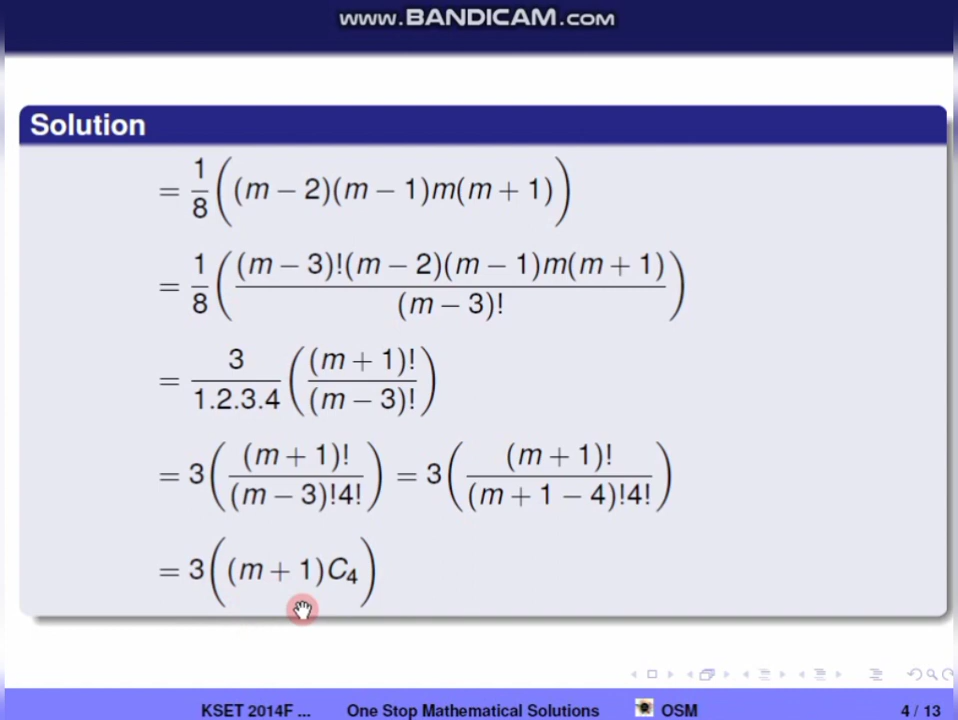 www.BANDICAM.com
Solution
= 1/8 ((m − 2)(m − 1)m(m + 1))
= 1/8 ((m − 3)!(m − 2)(m − 1)m(m + 1) / (m − 3)!)
= 3/1.2.3.4 ((m + 1)! / (m − 3)!)
= 3((m + 1)! / (m − 3)!4!) = 3((m + 1)! / (m + 1 − 4)!4!)
= 3((m + 1)C₄)
KSET 2014F ... One Stop Mathematical Solutions OSM 4 / 13